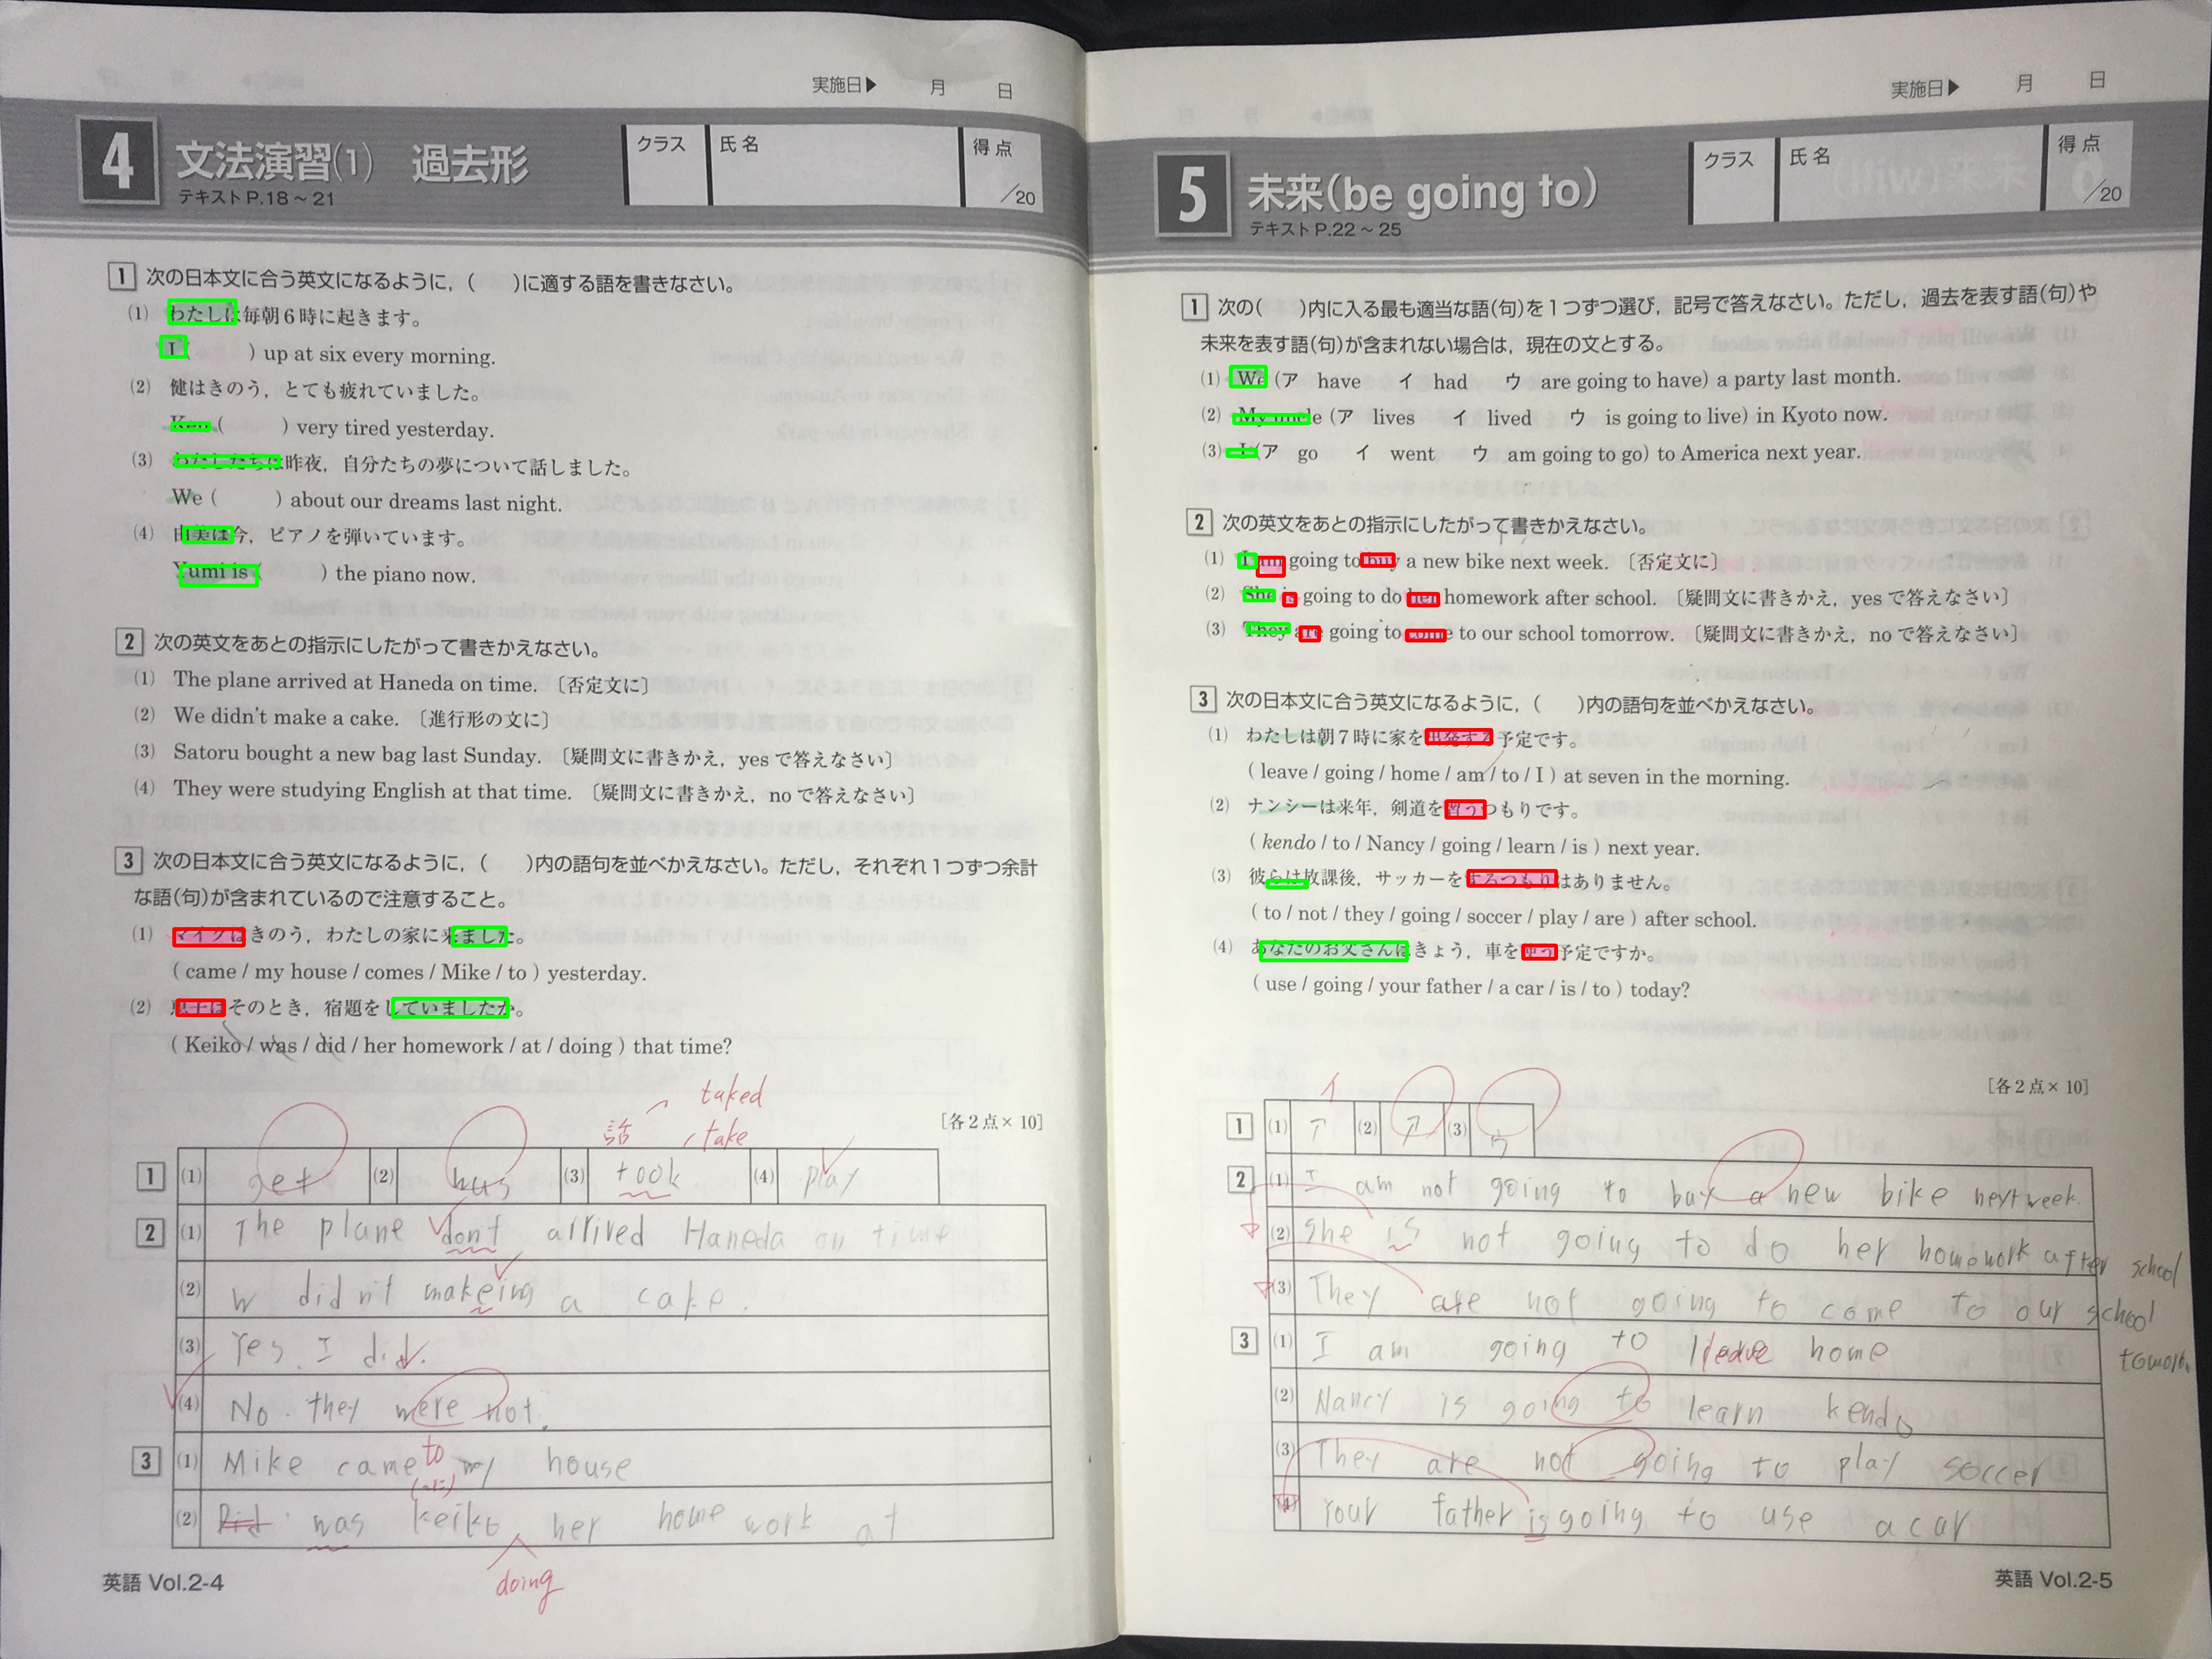 実施日▶ 月 日
4 文法演習(1) 過去形
テキストP.18～21
クラス 氏名 得点 /20
1 次の日本文に合う英文になるように，( )に適する語を書きなさい。
(1) わたしは毎朝6時に起きます。
I ( ) up at six every morning.
(2) 健はきのう，とても疲れていました。
Ken ( ) very tired yesterday.
(3) わたしたちは昨夜，自分たちの夢について話しました。
We ( ) about our dreams last night.
(4) 由美は今，ピアノを弾いています。
Yumi is ( ) the piano now.
2 次の英文をあとの指示にしたがって書きかえなさい。
(1) The plane arrived at Haneda on time. 〔否定文に〕
(2) We didn't make a cake. 〔進行形の文に〕
(3) Satoru bought a new bag last Sunday. 〔疑問文に書きかえ，yesで答えなさい〕
(4) They were studying English at that time. 〔疑問文に書きかえ，noで答えなさい〕
3 次の日本文に合う英文になるように，( )内の語句を並べかえなさい。ただし，それぞれ1つずつ余計
な語(句)が含まれているので注意すること。
(1) マイクはきのう，わたしの家に来ました。
( came / my house / comes / Mike / to ) yesterday.
(2) 恵子はそのとき，宿題をしていましたか。
( Keiko / was / did / her homework / at / doing ) that time?
taked
話 take
[各2点×10]
1 (1) get (2) was (3) took (4) play
2 (1) The plane dont arrived Haneda on time
(2) W didn't makeing a cake.
(3) Yes. I did.
(4) No. they were not.
3 (1) Mike came to my house
(2) Did was keiko her home work at
doing
英語 Vol.2-4
実施日▶ 月 日
5 未来(be going to)
テキストP.22～25
クラス 氏名 得点 /20
1 次の( )内に入る最も適当な語(句)を1つずつ選び，記号で答えなさい。ただし，過去を表す語(句)や
未来を表す語(句)が含まれない場合は，現在の文とする。
(1) We (ア have イ had ウ are going to have) a party last month.
(2) My uncle (ア lives イ lived ウ is going to live) in Kyoto now.
(3) I (ア go イ went ウ am going to go) to America next year.
2 次の英文をあとの指示にしたがって書きかえなさい。
(1) I am going to buy a new bike next week. 〔否定文に〕
(2) She is going to do her homework after school. 〔疑問文に書きかえ，yesで答えなさい〕
(3) They are going to come to our school tomorrow. 〔疑問文に書きかえ，noで答えなさい〕
3 次の日本文に合う英文になるように，( )内の語句を並べかえなさい。
(1) わたしは朝7時に家を出発する予定です。
( leave / going / home / am / to / I ) at seven in the morning.
(2) ナンシーは来年，剣道を習うつもりです。
( kendo / to / Nancy / going / learn / is ) next year.
(3) 彼らは放課後，サッカーをするつもりはありません。
( to / not / they / going / soccer / play / are ) after school.
(4) あなたのお父さんはきょう，車を使う予定ですか。
( use / going / your father / a car / is / to ) today?
[各2点×10]
イ
1 (1) ア (2) ア (3) ウ
2 (1) I am not going to buy a new bike next week.
(2) She is not going to do her homework after school
(3) They are not going to come to our school
3 (1) I am going to leave home
(2) Nancy is going to learn kendo
(3) They are not going to play soccer
(4) Your father is going to use a car
英語 Vol.2-5